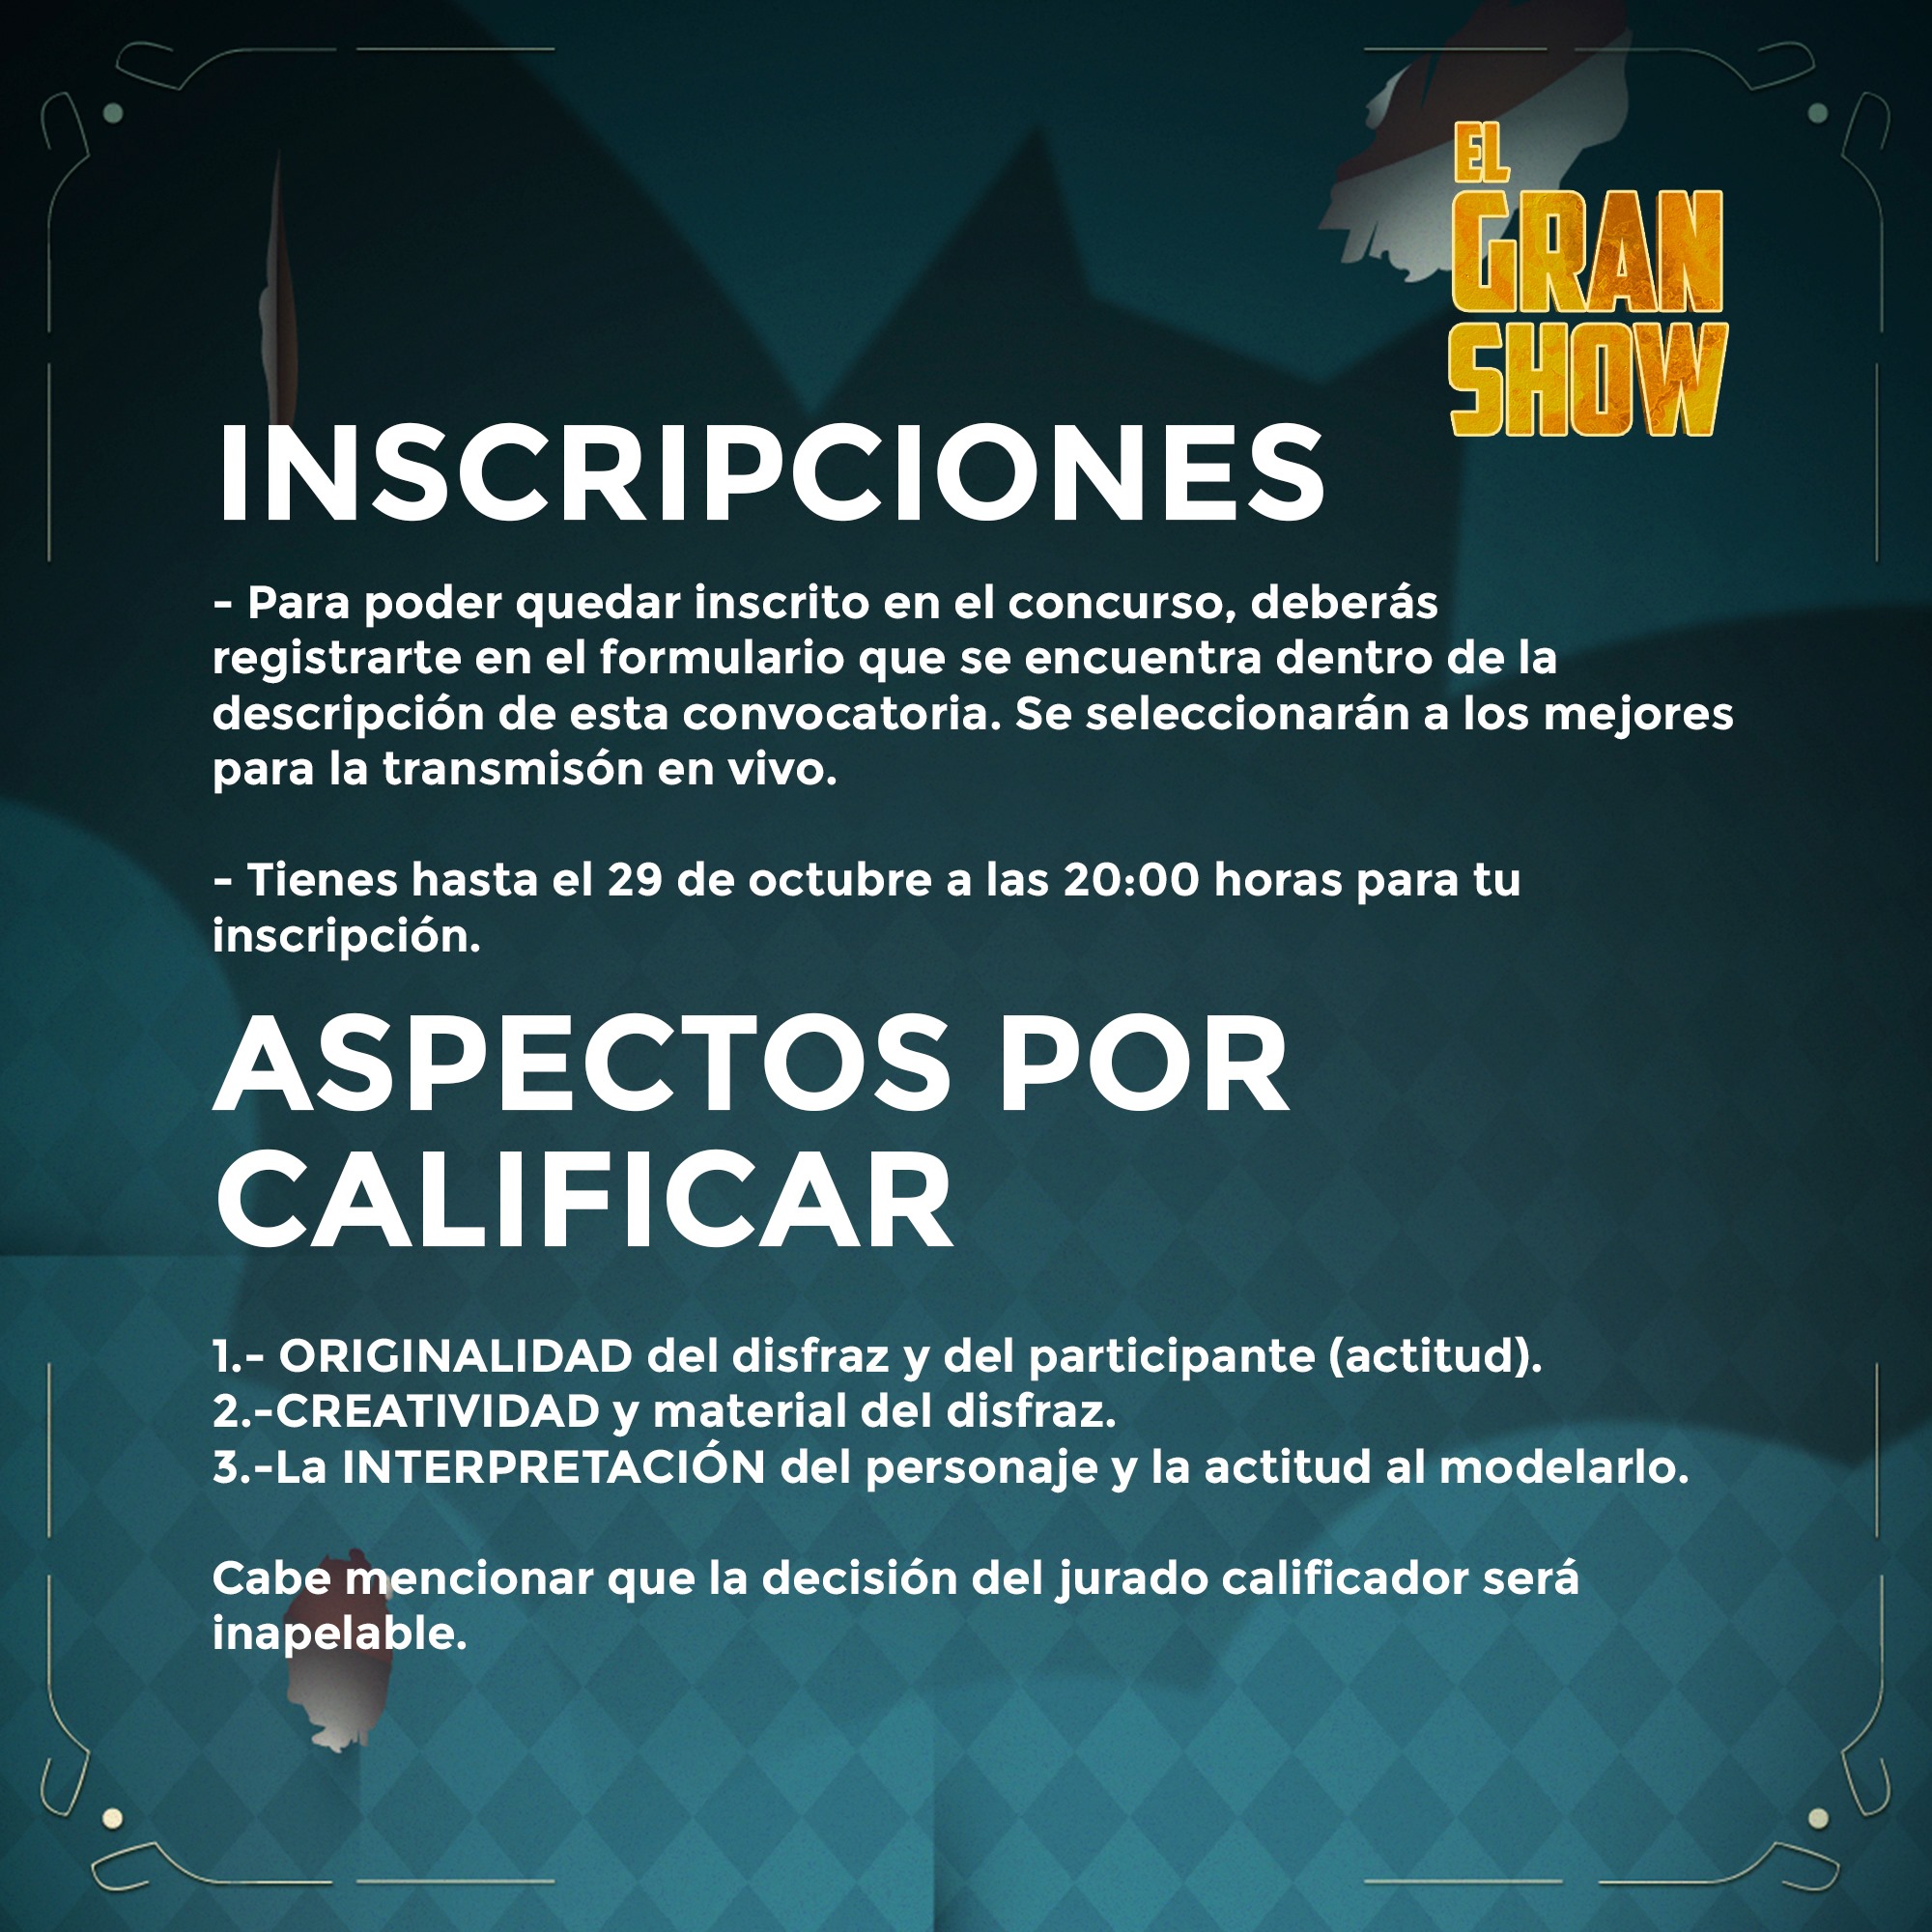 EL
GRAN
SHOW
INSCRIPCIONES
- Para poder quedar inscrito en el concurso, deberás
registrarte en el formulario que se encuentra dentro de la
descripción de esta convocatoria. Se seleccionarán a los mejores
para la transmisón en vivo.
- Tienes hasta el 29 de octubre a las 20:00 horas para tu
inscripción.
ASPECTOS POR
CALIFICAR
1.- ORIGINALIDAD del disfraz y del participante (actitud).
2.-CREATIVIDAD y material del disfraz.
3.-La INTERPRETACIÓN del personaje y la actitud al modelarlo.
Cabe mencionar que la decisión del jurado calificador será
inapelable.